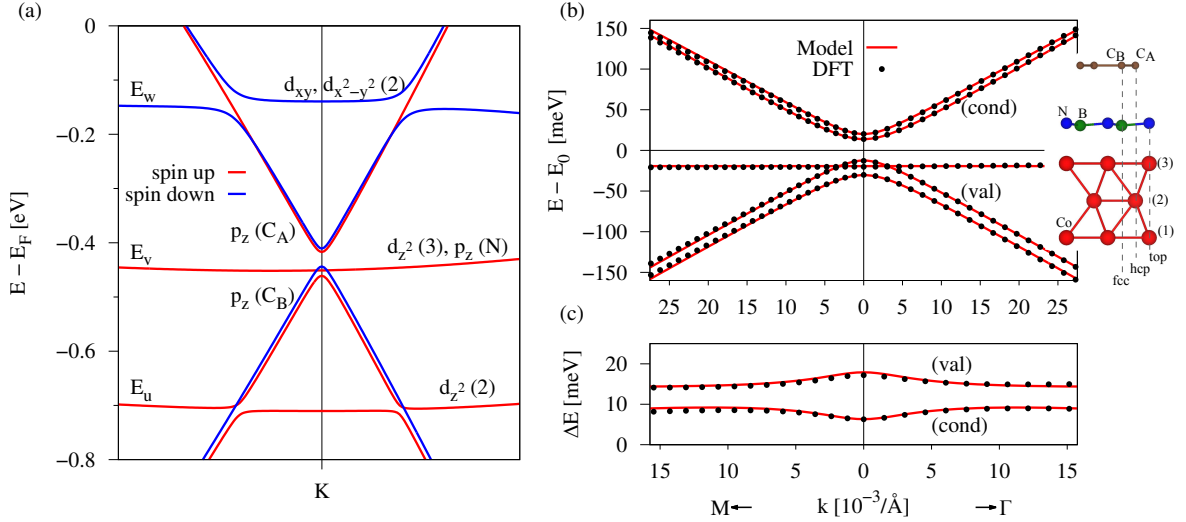 (a)
0
−0.2
−0.4
−0.6
−0.8
E − E_F [eV]
E_w
d_xy, d_x²−y² (2)
spin up
spin down
p_z (C_A)
E_v
d_z² (3), p_z (N)
p_z (C_B)
E_u
d_z² (2)
K
(b)
150
100
50
0
−50
−100
−150
E − E_0 [meV]
Model
DFT
(cond)
(val)
25 20 15 10 5 0 5 10 15 20 25
C_B C_A
N B
(3)
(2)
Co
(1)
top
hcp
fcc
(c)
20
10
0
ΔE [meV]
(val)
(cond)
15 10 5 0 5 10 15
M k [10⁻³/Å] Γ